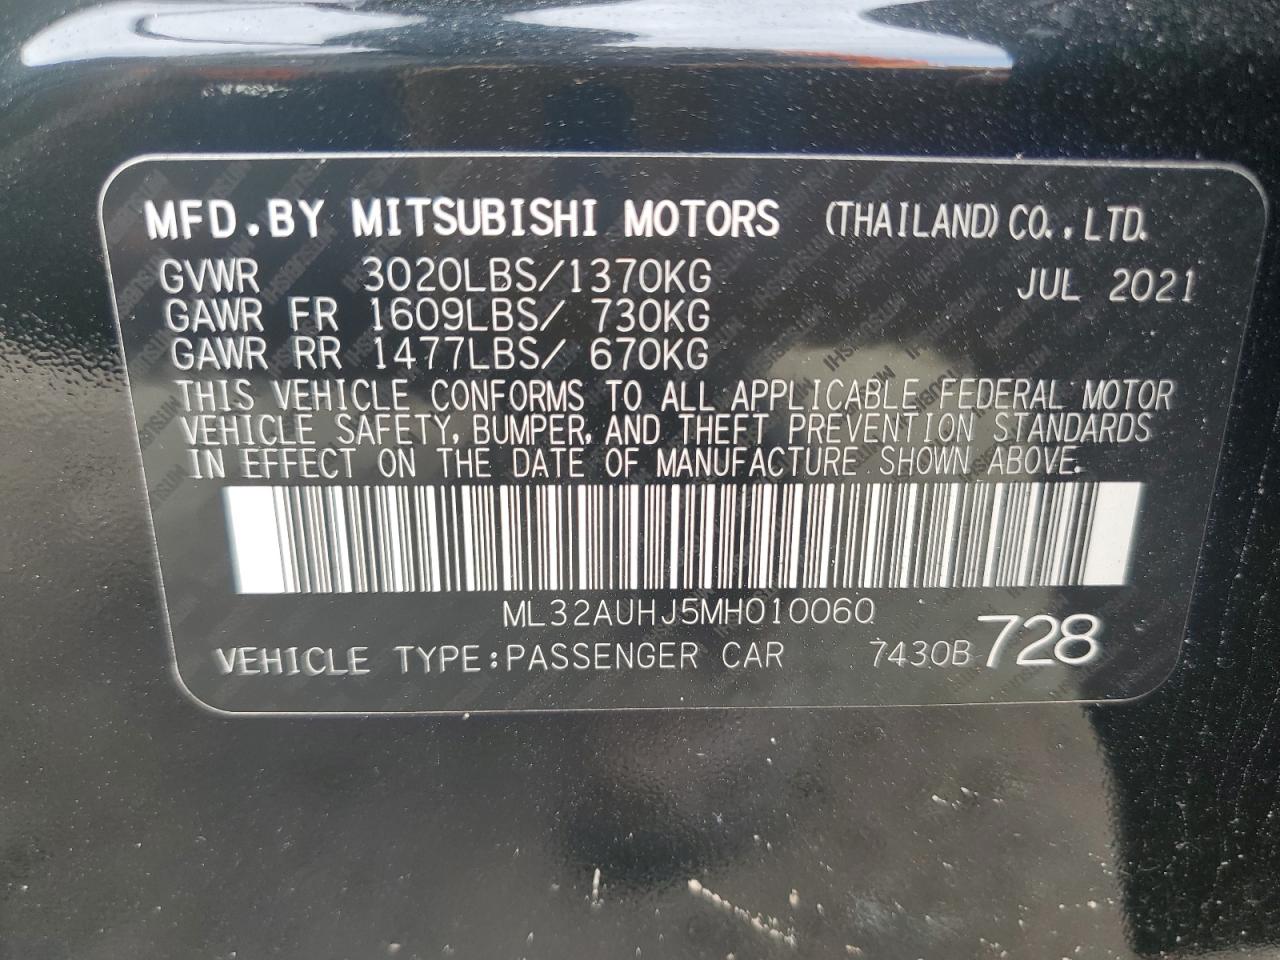 MFD.BY MITSUBISHI MOTORS (THAILAND) CO.,LTD.
GVWR 3020LBS/1370KG JUL 2021
GAWR FR 1609LBS/ 730KG
GAWR RR 1477LBS/ 670KG
THIS VEHICLE CONFORMS TO ALL APPLICABLE FEDERAL MOTOR
VEHICLE SAFETY, BUMPER, AND THEFT PREVENTION STANDARDS
IN EFFECT ON THE DATE OF MANUFACTURE SHOWN ABOVE.
ML32AUHJ5MH010060
VEHICLE TYPE:PASSENGER CAR 7430B 728